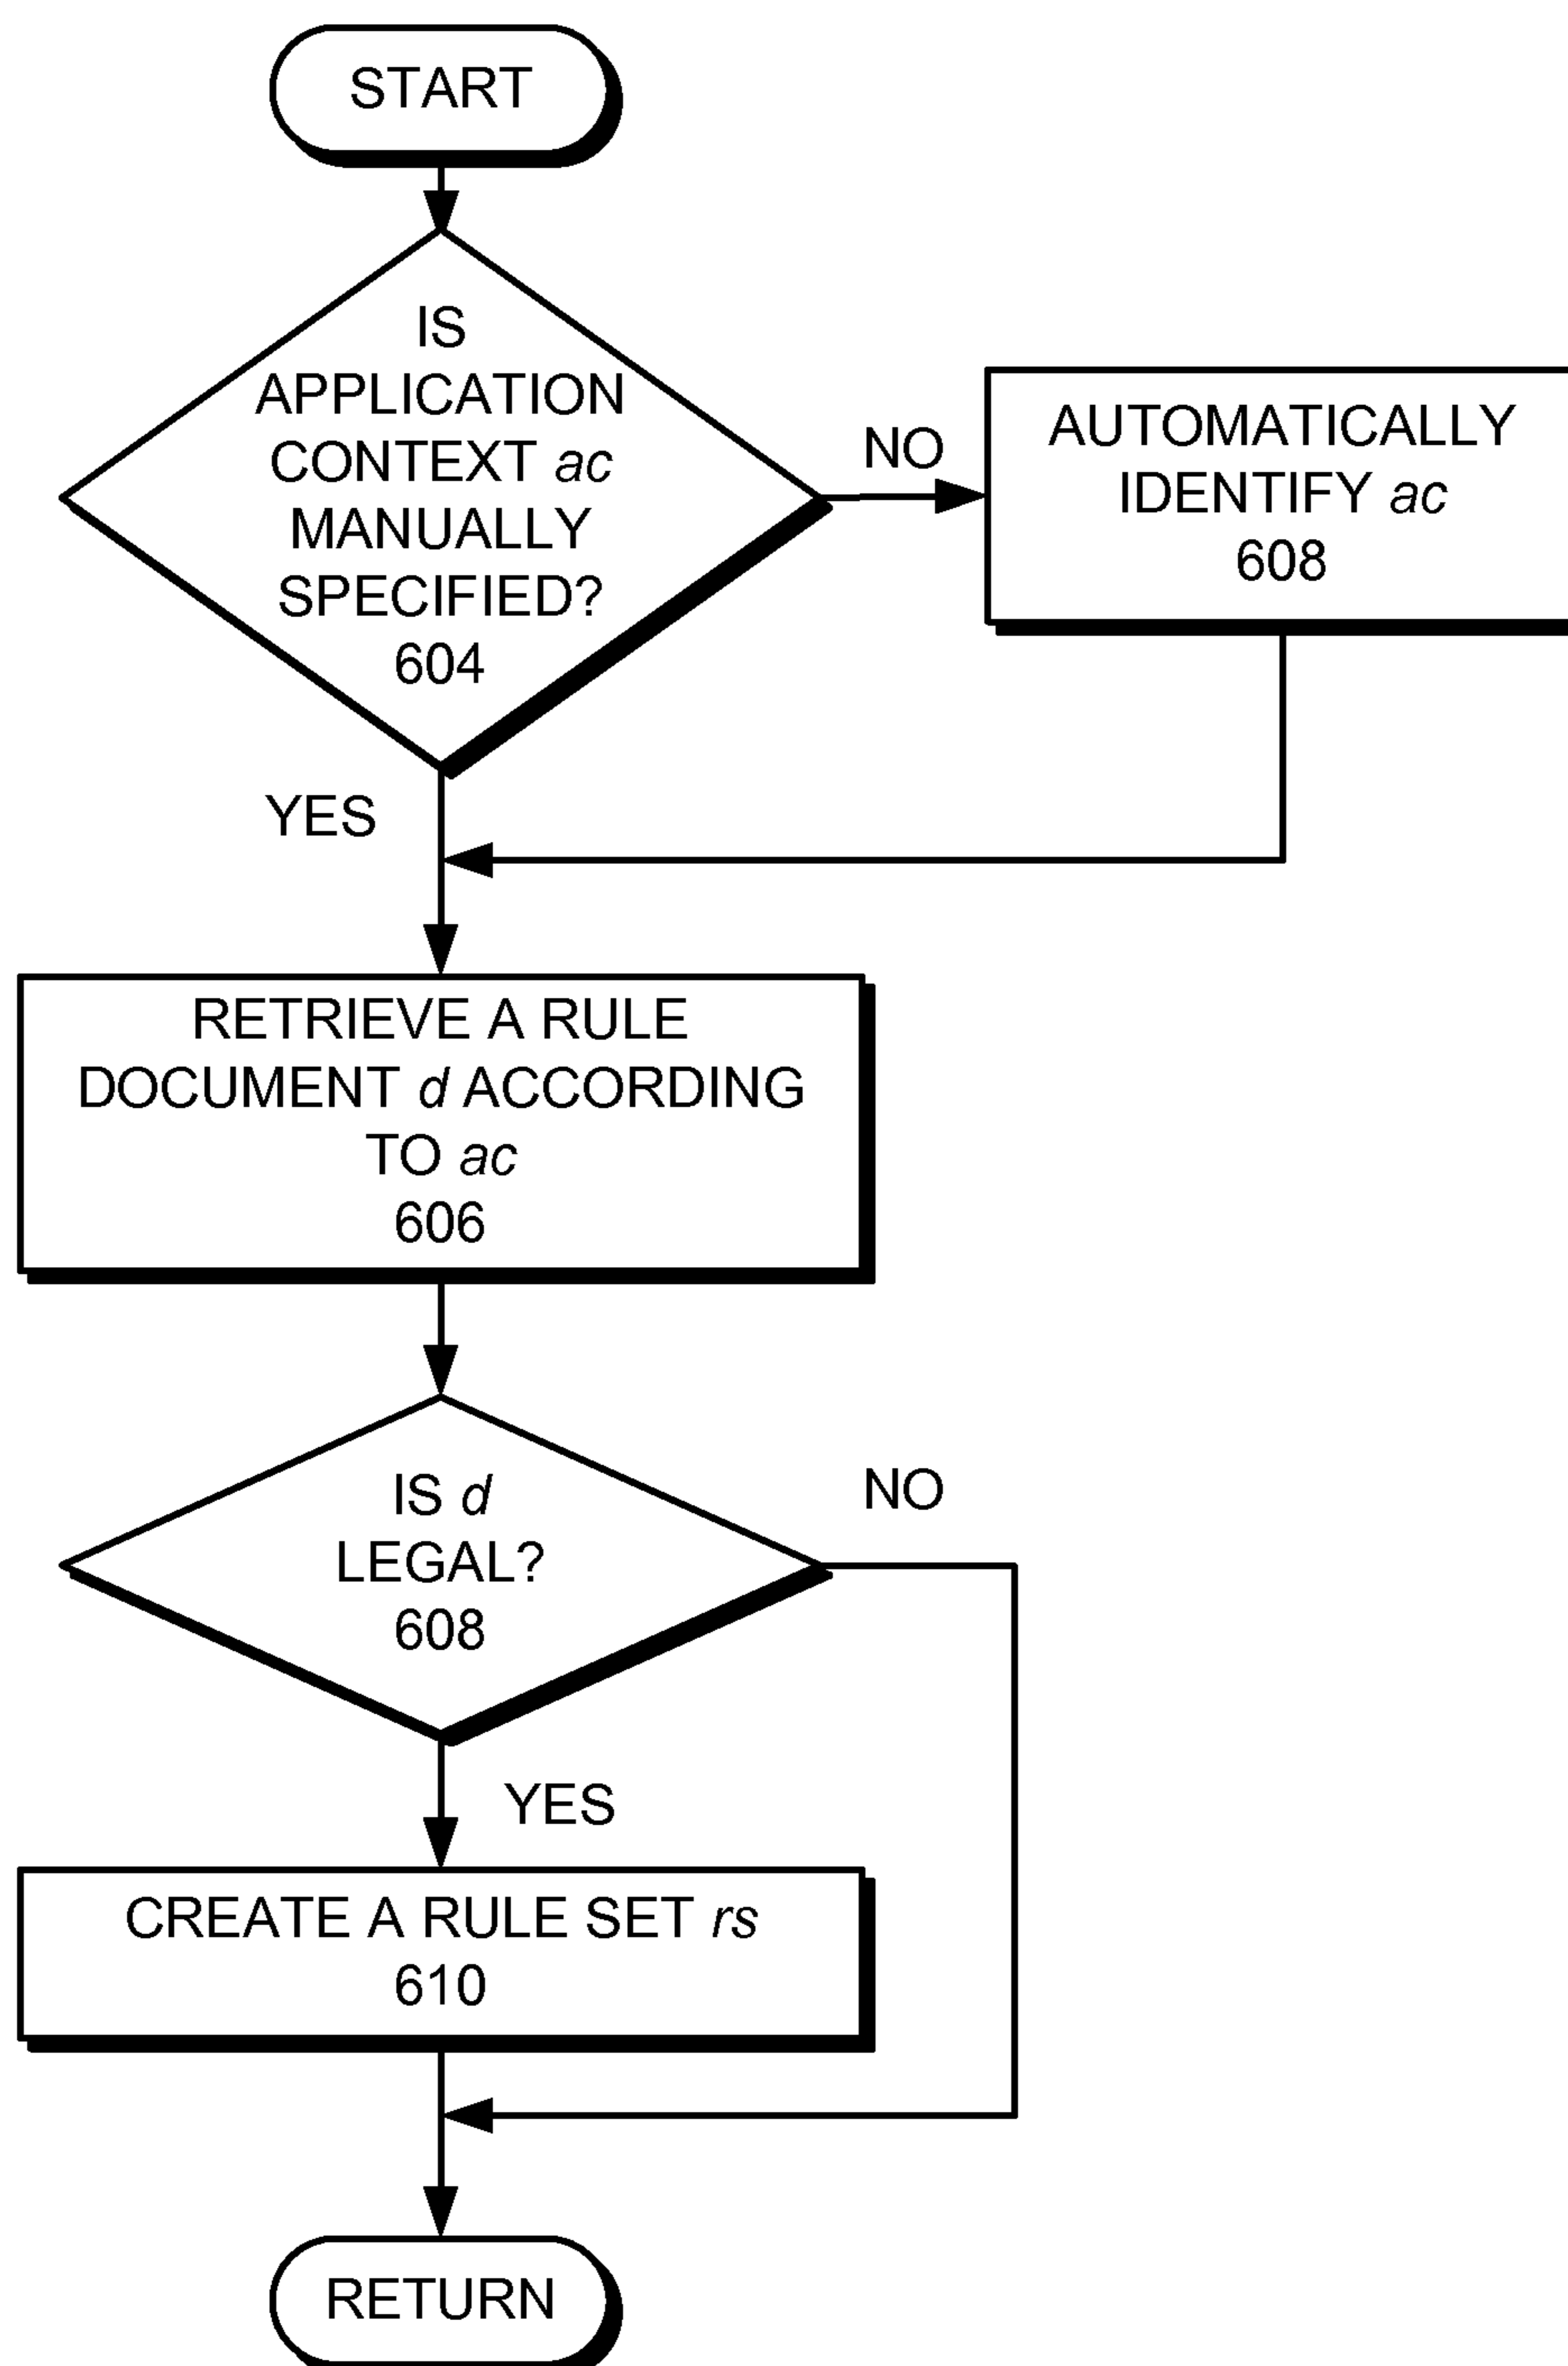 START
IS
APPLICATION
CONTEXT ac
MANUALLY
SPECIFIED?
604
NO
AUTOMATICALLY
IDENTIFY ac
608
YES
RETRIEVE A RULE
DOCUMENT d ACCORDING
TO ac
606
IS d
LEGAL?
608
NO
YES
CREATE A RULE SET rs
610
RETURN